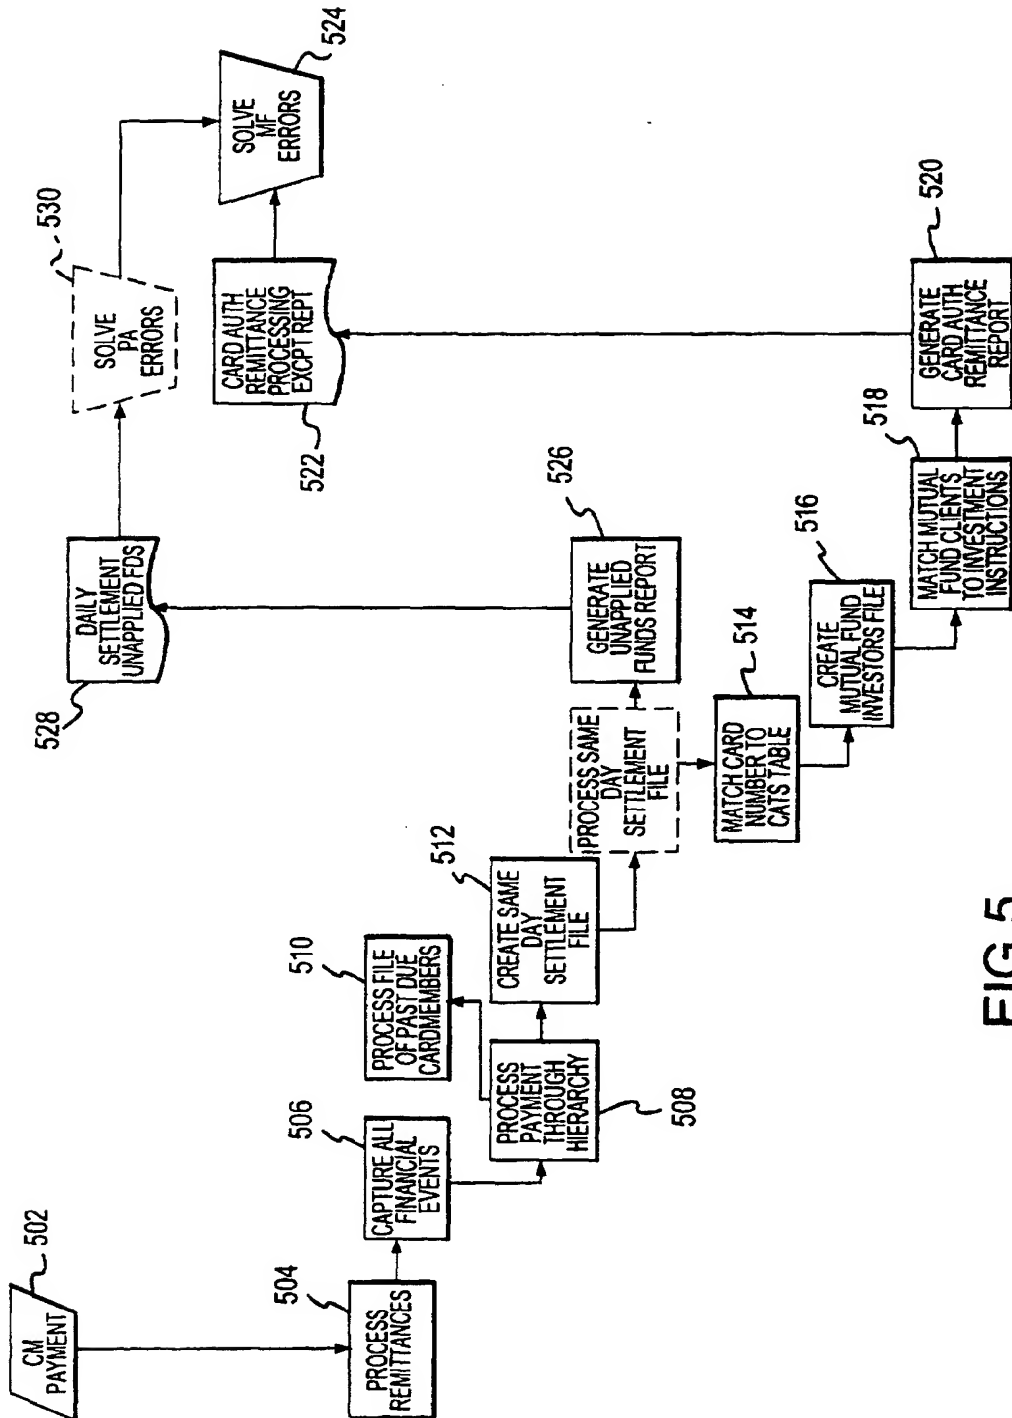 CM
PAYMENT
502
PROCESS
REMITTANCES
504
CAPTURE ALL
FINANCIAL
EVENTS
506
PROCESS
PAYMENT
THROUGH
HIERARCHY
508
PROCESS FILE
OF PAST DUE
CARDMEMBERS
510
CREATE SAME
DAY
SETTLEMENT
FILE
512
PROCESS SAME
DAY
SETTLEMENT
FILE
MATCH CARD
NUMBER TO
CATS TABLE
514
CREATE
MUTUAL FUND
INVESTORS FILE
516
MATCH MUTUAL
FUND CLIENTS
TO INVESTMENT
INSTRUCTIONS
518
GENERATE
CARD AUTH
REMITTANCE
REPORT
520
CARD AUTH
REMITTANCE
PROCESSING
EXCPT REPT
522
SOLVE
MF
ERRORS
524
GENERATE
UNAPPLIED
FUNDS REPORT
526
DAILY
SETTLEMENT
UNAPPLIED FDS
528
SOLVE
PA
ERRORS
530
FIG.5